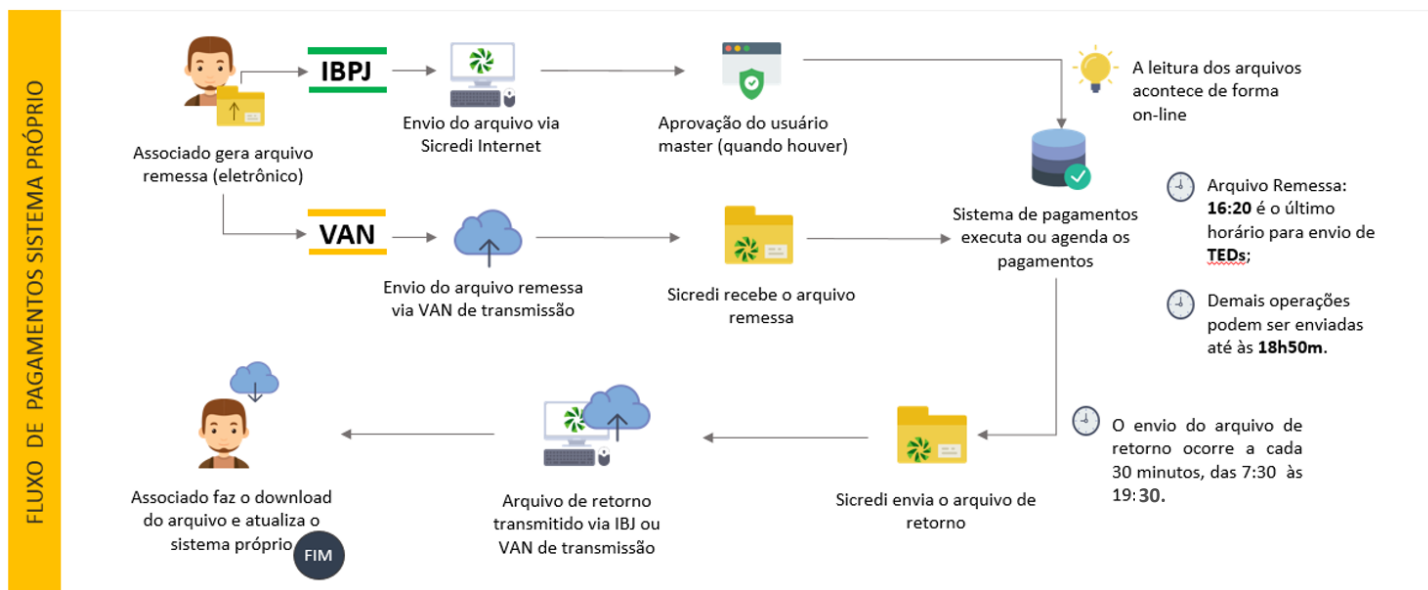 FLUXO DE PAGAMENTOS SISTEMA PRÓPRIO
Associado gera arquivo
remessa (eletrônico)
IBPJ
Envio do arquivo via
Sicredi Internet
Aprovação do usuário
master (quando houver)
A leitura dos arquivos
acontece de forma
on-line
VAN
Envio do arquivo remessa
via VAN de transmissão
Sicredi recebe o arquivo
remessa
Sistema de pagamentos
executa ou agenda os
pagamentos
Arquivo Remessa:
16:20 é o último
horário para envio de
TEDs;
Demais operações
podem ser enviadas
até às 18h50m.
O envio do arquivo de
retorno ocorre a cada
30 minutos, das 7:30 às
19:30.
Sicredi envia o arquivo de
retorno
Arquivo de retorno
transmitido via IBJ ou
VAN de transmissão
Associado faz o download
do arquivo e atualiza o
sistema próprio
FIM